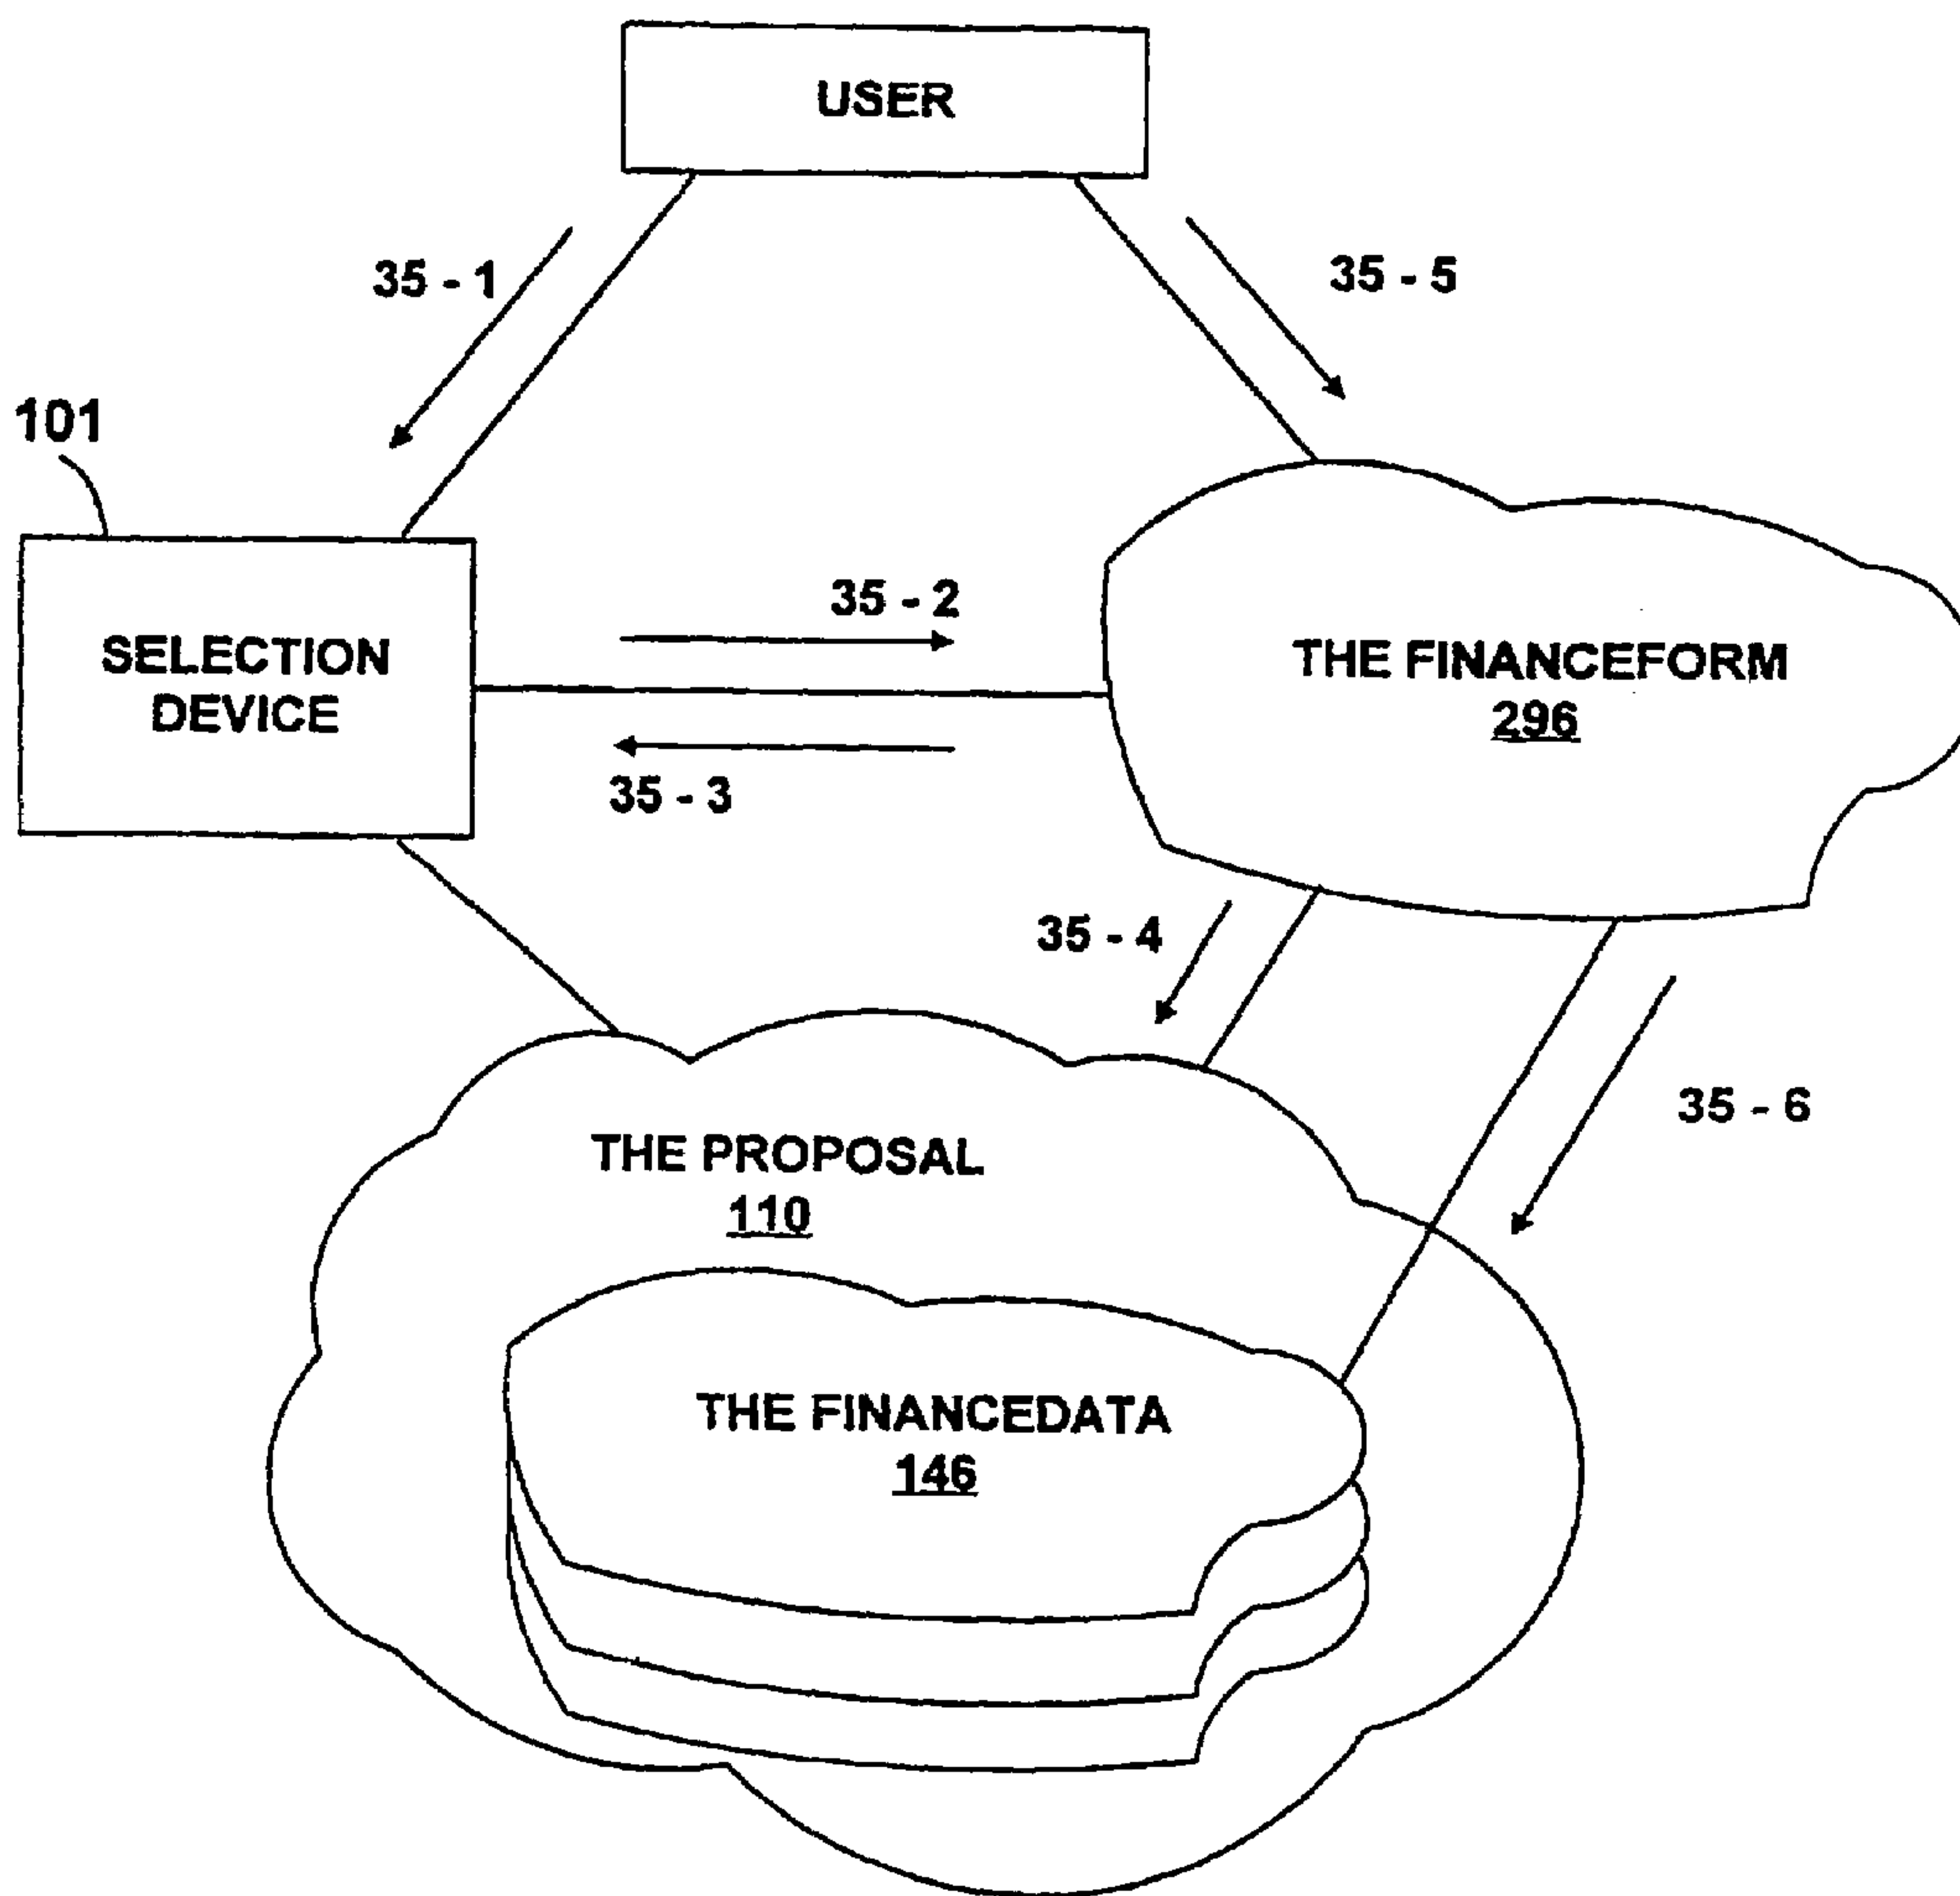 USER
35 - 1
35 - 5
101
35 - 2
SELECTION
DEVICE
THE FINANCEFORM
296
35 - 3
35 - 4
35 - 6
THE PROPOSAL
110
THE FINANCEDATA
146